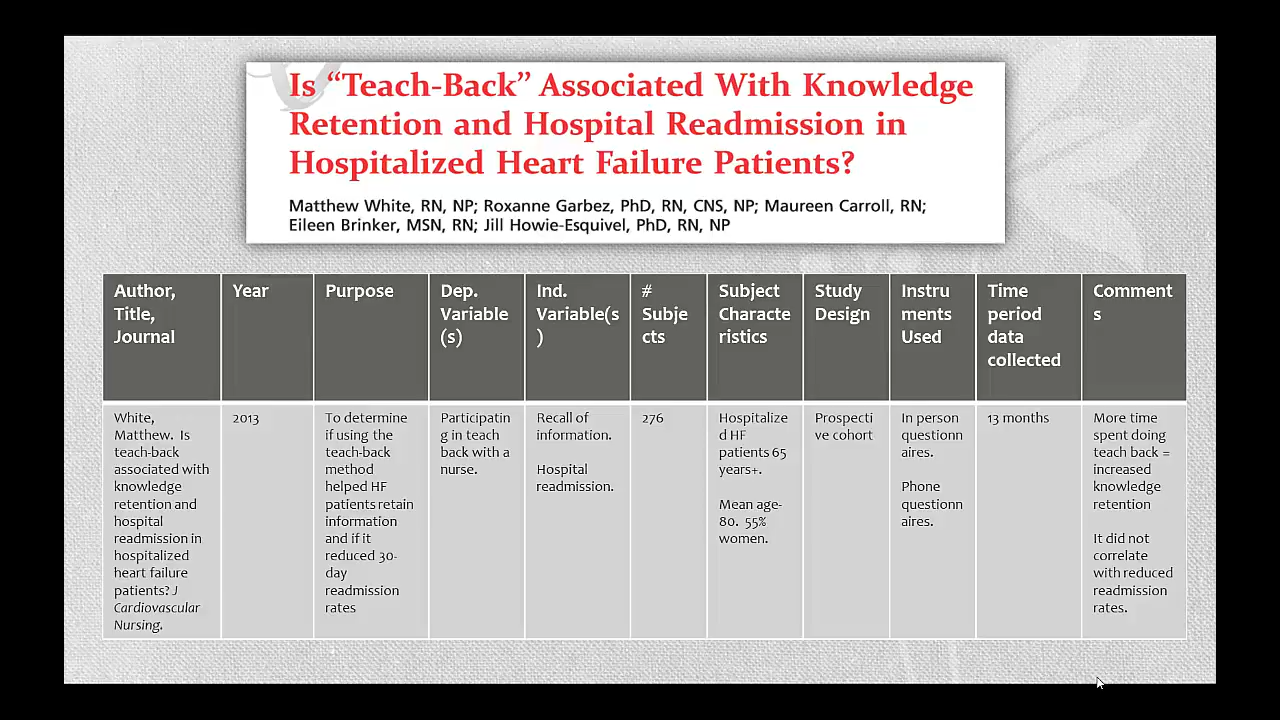 Is “Teach-Back” Associated With Knowledge
Retention and Hospital Readmission in
Hospitalized Heart Failure Patients?
Matthew White, RN, NP; Roxanne Garbez, PhD, RN, CNS, NP; Maureen Carroll, RN;
Eileen Brinker, MSN, RN; Jill Howie-Esquivel, PhD, RN, NP
Author,
Title,
Journal
Year
Purpose
Dep.
Variable
(s)
Ind.
Variable(s
)
#
Subje
cts
Subject
Characte
ristics
Study
Design
Instru
ments
Used
Time
period
data
collected
Comment
s
White,
Matthew. Is
teach-back
associated with
knowledge
retention and
hospital
readmission in
hospitalized
heart failure
patients? J
Cardiovascular
Nursing.
2013
To determine
if using the
teach-back
method
helped HF
patients retain
information
and if it
reduced 30-
day
readmission
rates
Participatin
g in teach
back with a
nurse.
Recall of
information.
Hospital
readmission.
276
Hospitalize
d HF
patients 65
years+.
Mean age-
80. 55%
women.
Prospecti
ve cohort
In person
questionn
aires.
Phone
questionn
aires.
13 months
More time
spent doing
teach back =
increased
knowledge
retention
It did not
correlate
with reduced
readmission
rates.